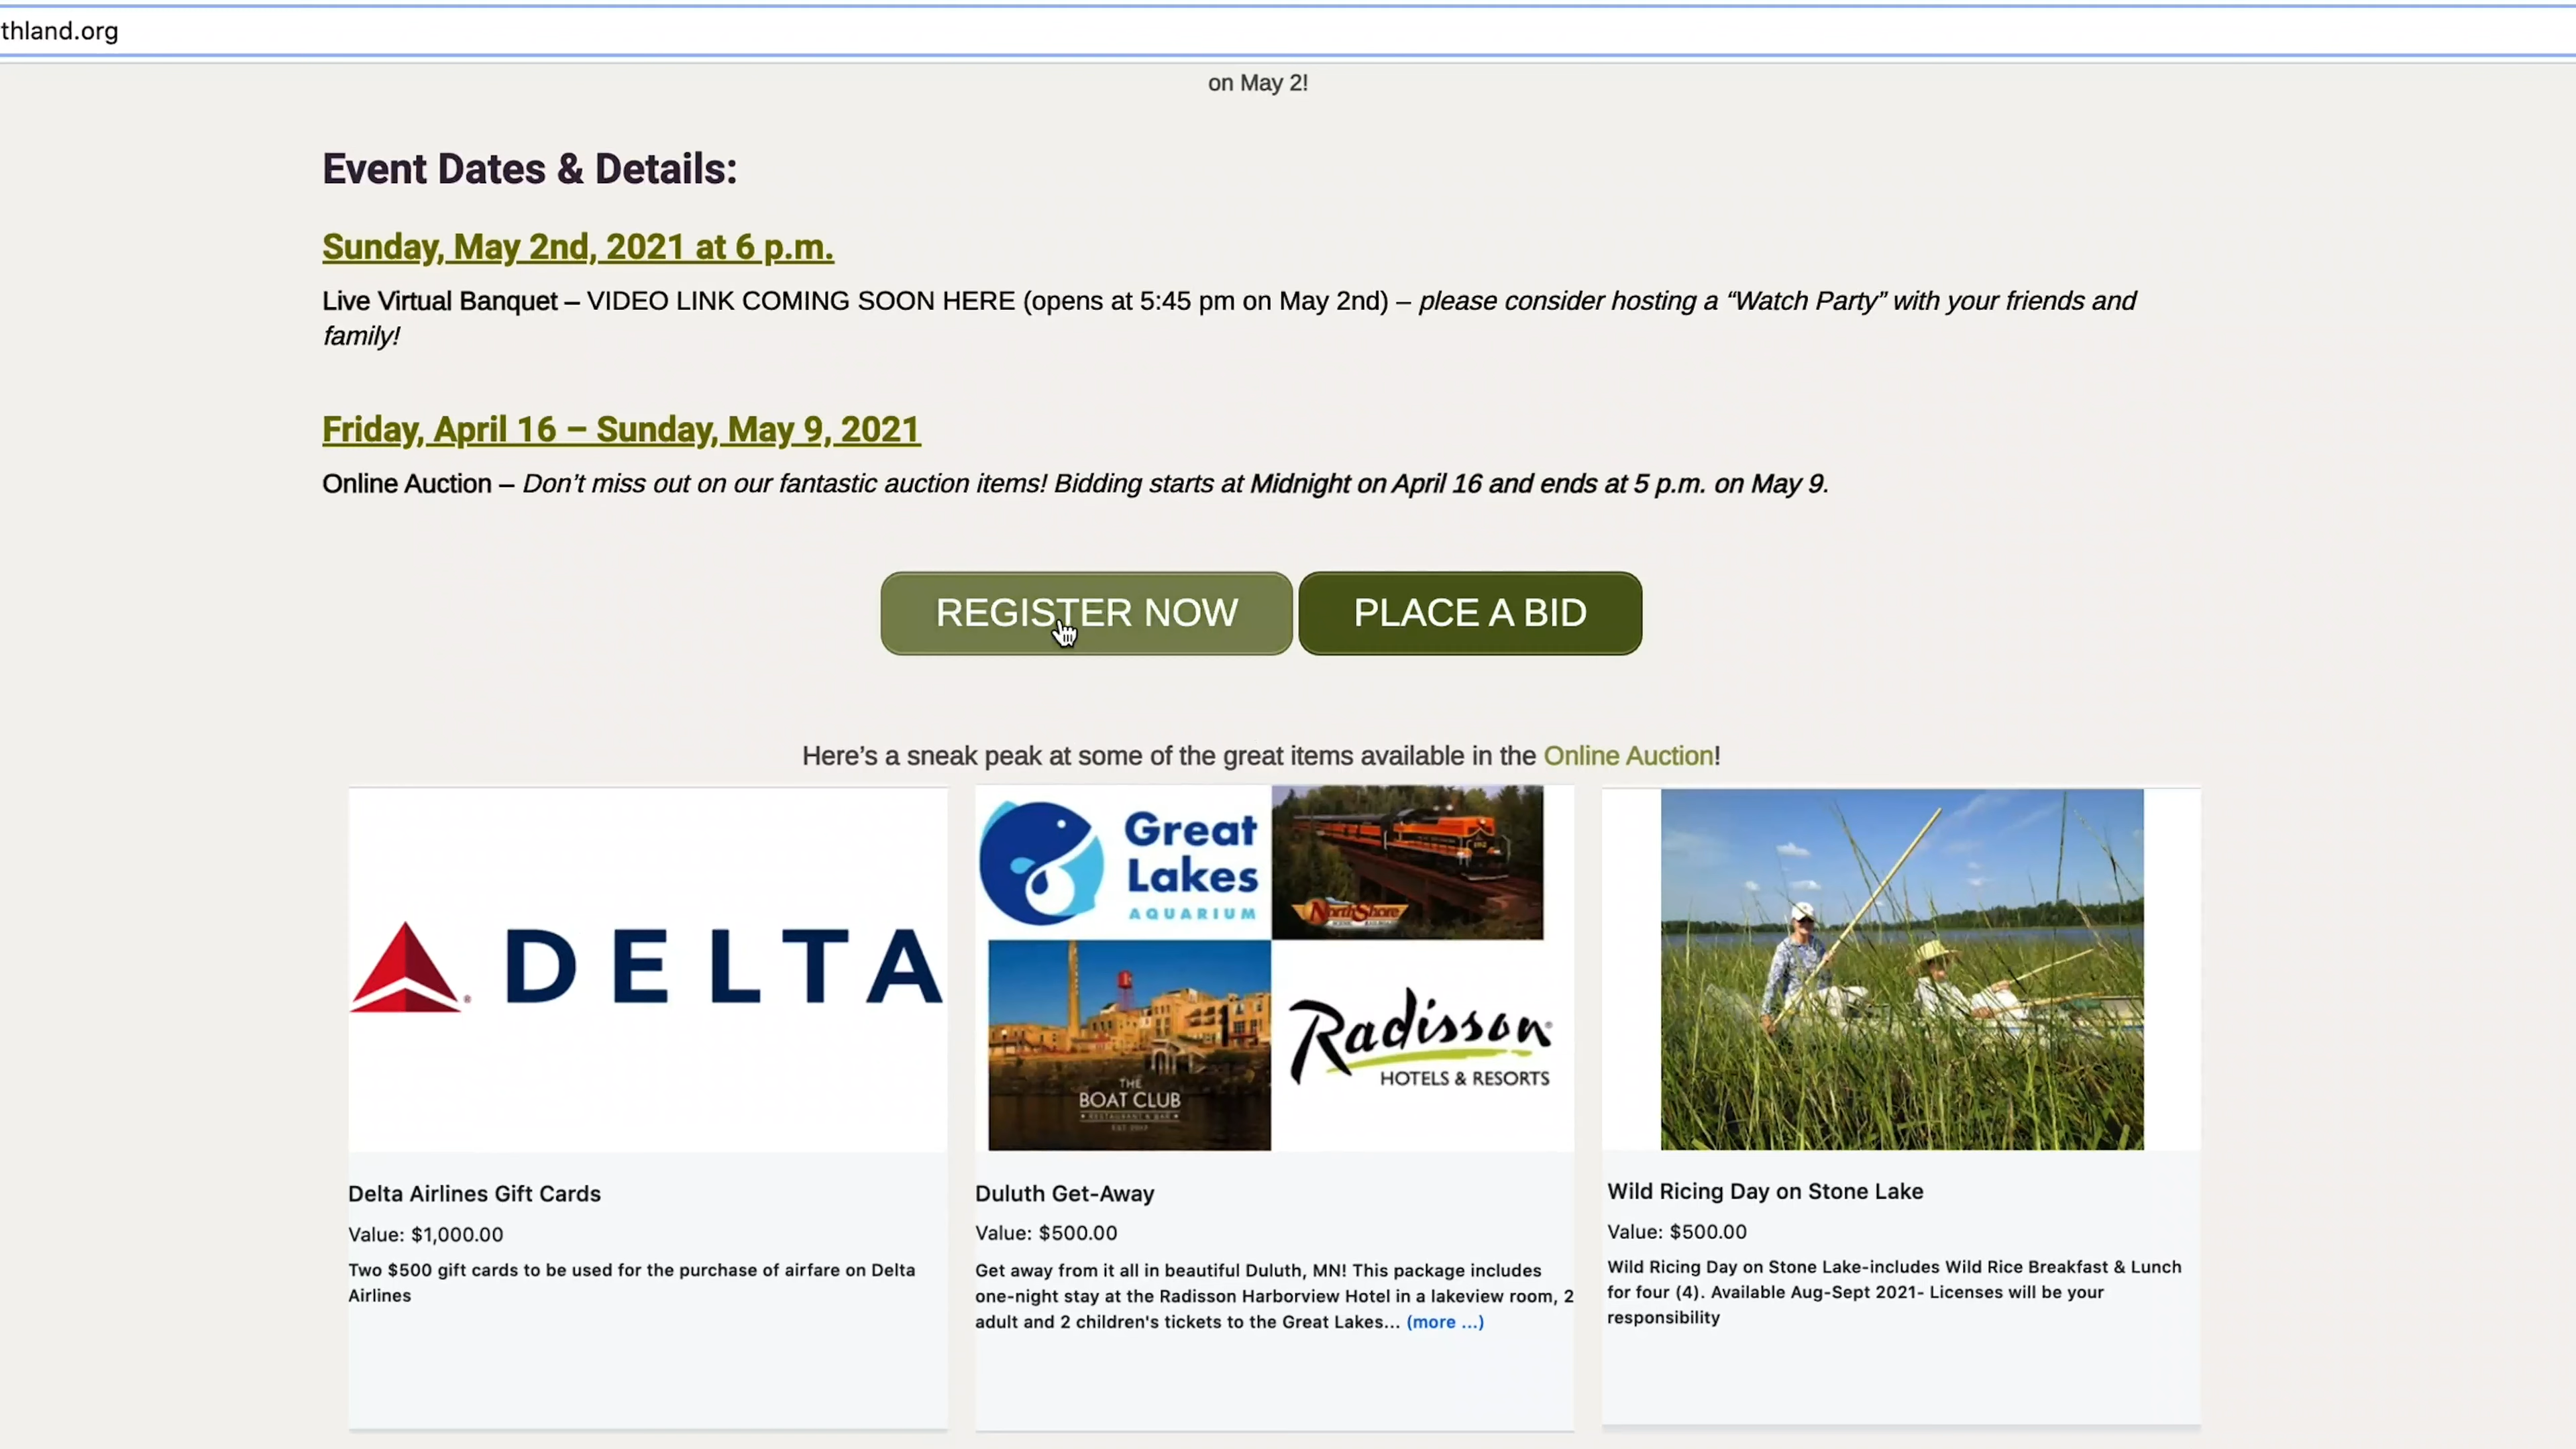 thland.org
on May 2!
Event Dates & Details:
Sunday, May 2nd, 2021 at 6 p.m.
Live Virtual Banquet – VIDEO LINK COMING SOON HERE (opens at 5:45 pm on May 2nd) – please consider hosting a “Watch Party” with your friends and
family!
Friday, April 16 – Sunday, May 9, 2021
Online Auction – Don’t miss out on our fantastic auction items! Bidding starts at Midnight on April 16 and ends at 5 p.m. on May 9.
REGISTER NOW
PLACE A BID
Here’s a sneak peak at some of the great items available in the Online Auction!
DELTA
Great
Lakes
AQUARIUM
NorthShore
THE
BOAT CLUB
RESTAURANT & BAR
Radisson
HOTELS & RESORTS
Delta Airlines Gift Cards
Value: $1,000.00
Two $500 gift cards to be used for the purchase of airfare on Delta
Airlines
Duluth Get-Away
Value: $500.00
Get away from it all in beautiful Duluth, MN! This package includes
one-night stay at the Radisson Harborview Hotel in a lakeview room, 2
adult and 2 children's tickets to the Great Lakes... (more ...)
Wild Ricing Day on Stone Lake
Value: $500.00
Wild Ricing Day on Stone Lake-includes Wild Rice Breakfast & Lunch
for four (4). Available Aug-Sept 2021- Licenses will be your
responsibility